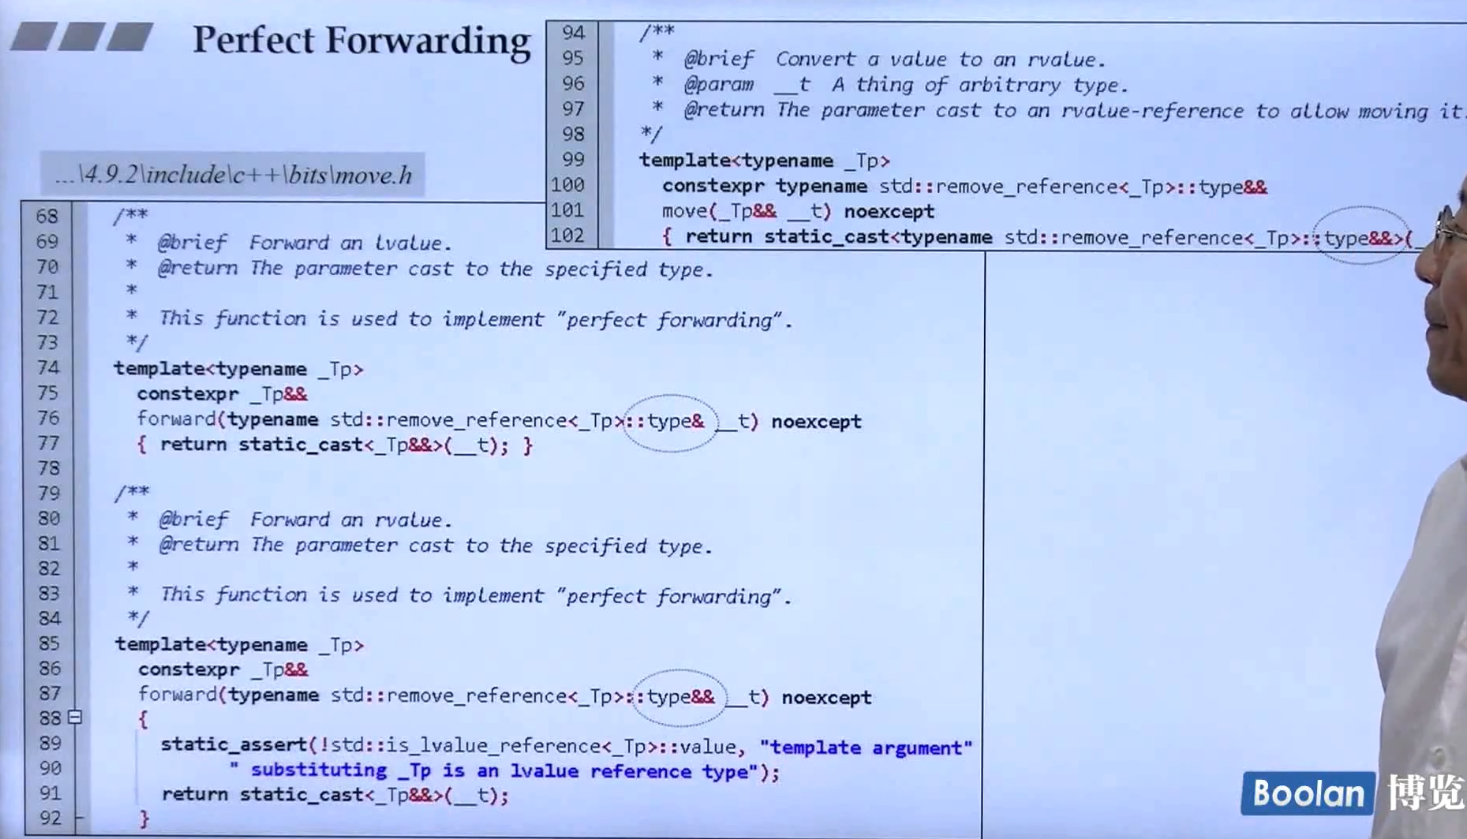 Perfect Forwarding
94 /**
95 * @brief Convert a value to an rvalue.
96 * @param __t A thing of arbitrary type.
97 * @return The parameter cast to an rvalue-reference to allow moving it.
98 */
99 template<typename _Tp>
100 constexpr typename std::remove_reference<_Tp>::type&&
101 move(_Tp&& __t) noexcept
102 { return static_cast<typename std::remove_reference<_Tp>::type&&>(_
...\4.9.2\include\c++\bits\move.h
68 /**
69 * @brief Forward an lvalue.
70 * @return The parameter cast to the specified type.
71 *
72 * This function is used to implement "perfect forwarding".
73 */
74 template<typename _Tp>
75 constexpr _Tp&&
76 forward(typename std::remove_reference<_Tp>::type& __t) noexcept
77 { return static_cast<_Tp&&>(__t); }
78
79 /**
80 * @brief Forward an rvalue.
81 * @return The parameter cast to the specified type.
82 *
83 * This function is used to implement "perfect forwarding".
84 */
85 template<typename _Tp>
86 constexpr _Tp&&
87 forward(typename std::remove_reference<_Tp>::type&& __t) noexcept
88 {
89 static_assert(!std::is_lvalue_reference<_Tp>::value, "template argument"
90 " substituting _Tp is an lvalue reference type");
91 return static_cast<_Tp&&>(__t);
92 }
Boolan 博览